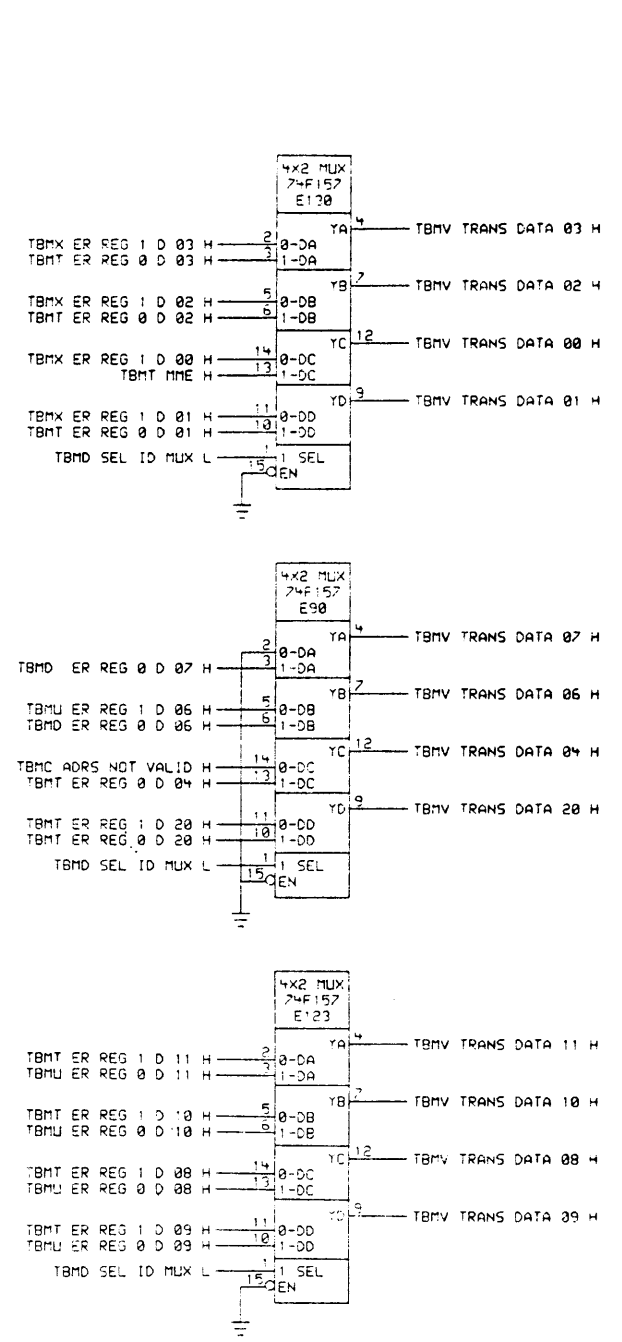 4X2 MUX
74F157
E130
YA 4 TBMV TRANS DATA 03 H
TBMX ER REG 1 D 03 H 2 0-DA
TBMT ER REG 0 D 03 H 3 1-DA
YB 7 TBMV TRANS DATA 02 H
TBMX ER REG 1 D 02 H 5 0-DB
TBMT ER REG 0 D 02 H 6 1-DB
YC 12 TBMV TRANS DATA 00 H
TBMX ER REG 1 D 00 H 14 0-DC
TBMT MME H 13 1-DC
YD 9 TBMV TRANS DATA 01 H
TBMX ER REG 1 D 01 H 11 0-DD
TBMT ER REG 0 D 01 H 10 1-DD
TBMD SEL ID MUX L 1 1 SEL
15 EN
4X2 MUX
74F157
E90
YA 4 TBMV TRANS DATA 07 H
2 0-DA
TBMD ER REG 0 D 07 H 3 1-DA
YB 7 TBMV TRANS DATA 06 H
TBMU ER REG 1 D 06 H 5 0-DB
TBMD ER REG 0 D 06 H 6 1-DB
YC 12 TBMV TRANS DATA 04 H
TBMC ADRS NOT VALID H 14 0-DC
TBMT ER REG 0 D 04 H 13 1-DC
YD 9 TBMV TRANS DATA 20 H
TBMT ER REG 1 D 20 H 11 0-DD
TBMT ER REG 0 D 20 H 10 1-DD
TBMD SEL ID MUX L 1 1 SEL
15 EN
4X2 MUX
74F157
E123
YA 4 TBMV TRANS DATA 11 H
TBMT ER REG 1 D 11 H 2 0-DA
TBMU ER REG 0 D 11 H 3 1-DA
YB 7 TBMV TRANS DATA 10 H
TBMT ER REG 1 D 10 H 5 0-DB
TBMU ER REG 0 D 10 H 6 1-DB
YC 12 TBMV TRANS DATA 08 H
TBMT ER REG 1 D 08 H 14 0-DC
TBMU ER REG 0 D 08 H 13 1-DC
YD 9 TBMV TRANS DATA 09 H
TBMT ER REG 1 D 09 H 11 0-DD
TBMU ER REG 0 D 09 H 10 1-DD
TBMD SEL ID MUX L 1 1 SEL
15 EN